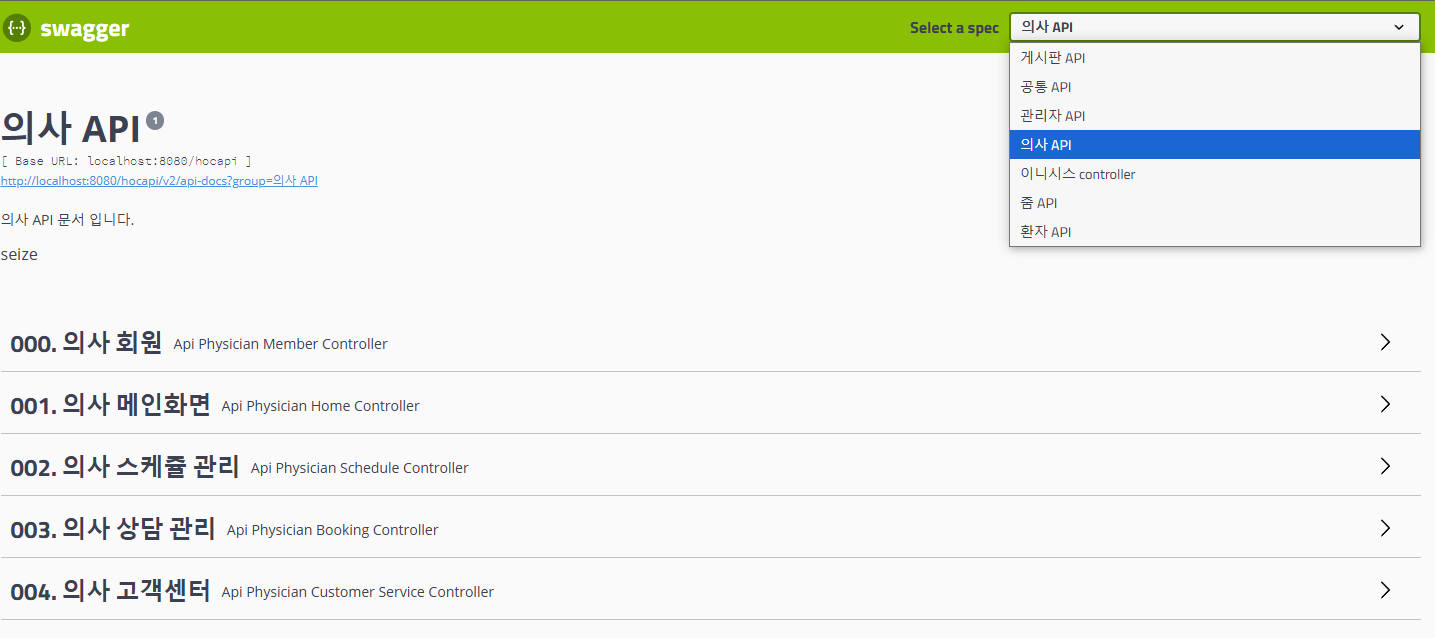 {··} swagger
Select a spec 의사 API
게시판 API
공통 API
관리자 API
의사 API
이니시스 controller
줌 API
환자 API
의사 API 1
[ Base URL: localhost:8080/hocapi ]
http://localhost:8080/hocapi/v2/api-docs?group=의사 API
의사 API 문서 입니다.
seize
000. 의사 회원 Api Physician Member Controller
001. 의사 메인화면 Api Physician Home Controller
002. 의사 스케쥴 관리 Api Physician Schedule Controller
003. 의사 상담 관리 Api Physician Booking Controller
004. 의사 고객센터 Api Physician Customer Service Controller